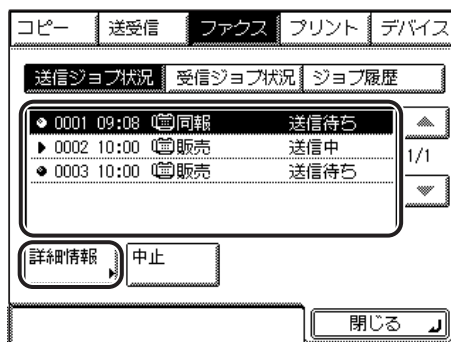 コピー 送受信 ファクス プリント デバイス
送信ジョブ状況 受信ジョブ状況 ジョブ履歴
0001 09:08 同報 送信待ち
0002 10:00 販売 送信中
1/1
0003 10:00 販売 送信待ち
詳細情報 中止
閉じる